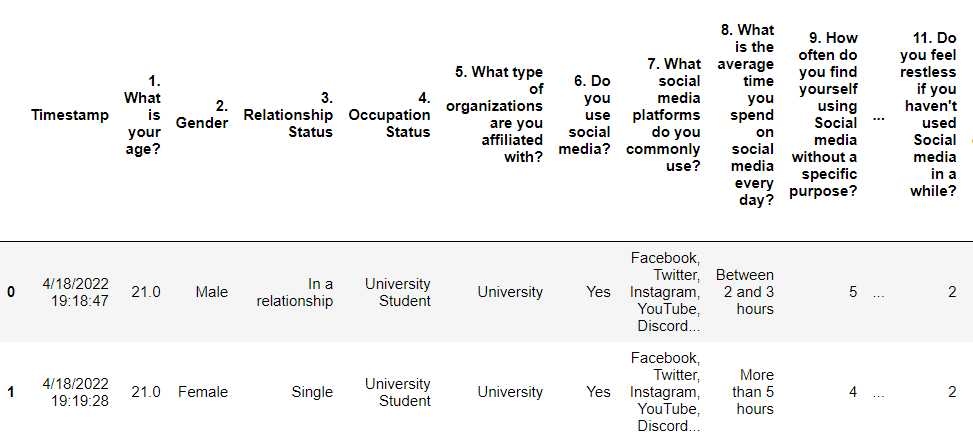 Timestamp
1.
What
is
your
age?
2.
Gender
3.
Relationship
Status
4.
Occupation
Status
5. What type
of
organizations
are you
affiliated
with?
6. Do
you
use
social
media?
7. What
social
media
platforms
do you
commonly
use?
8. What
is the
average
time
you
spend
on
social
media
every
day?
9. How
often do
you find
yourself
using
Social
media
without a
specific
purpose?
...
11. Do
you feel
restless
if you
haven't
used
Social
media
in a
while?
0
4/18/2022
19:18:47
21.0
Male
In a
relationship
University
Student
University
Yes
Facebook,
Twitter,
Instagram,
YouTube,
Discord...
Between
2 and 3
hours
5
...
2
1
4/18/2022
19:19:28
21.0
Female
Single
University
Student
University
Yes
Facebook,
Twitter,
Instagram,
YouTube,
Discord...
More
than 5
hours
4
...
2